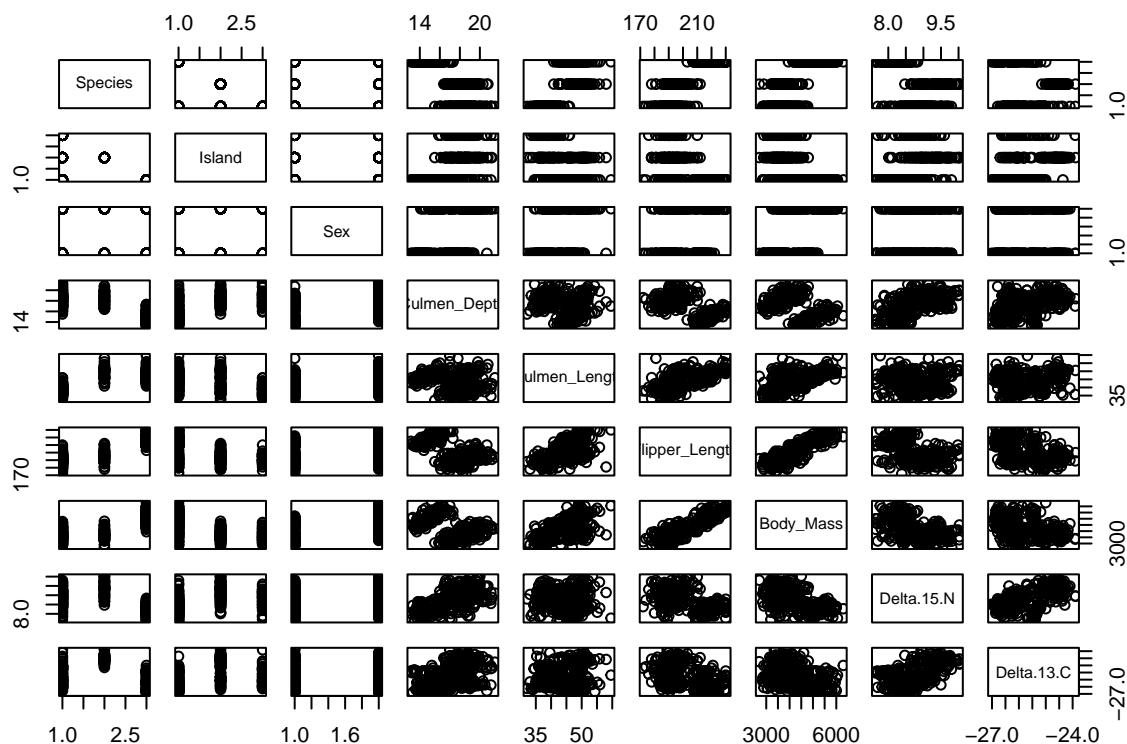 1.0 2.5 14 20 170 210 8.0 9.5
Species 1.0
1.0 Island
Sex 1.0
14 Culmen_Dept
ulmen_Lengt 35
170 lipper_Lengt
Body_Mass 3000
8.0 Delta.15.N
Delta.13.C −27.0
1.0 2.5 1.0 1.6 35 50 3000 6000 −27.0 −24.0